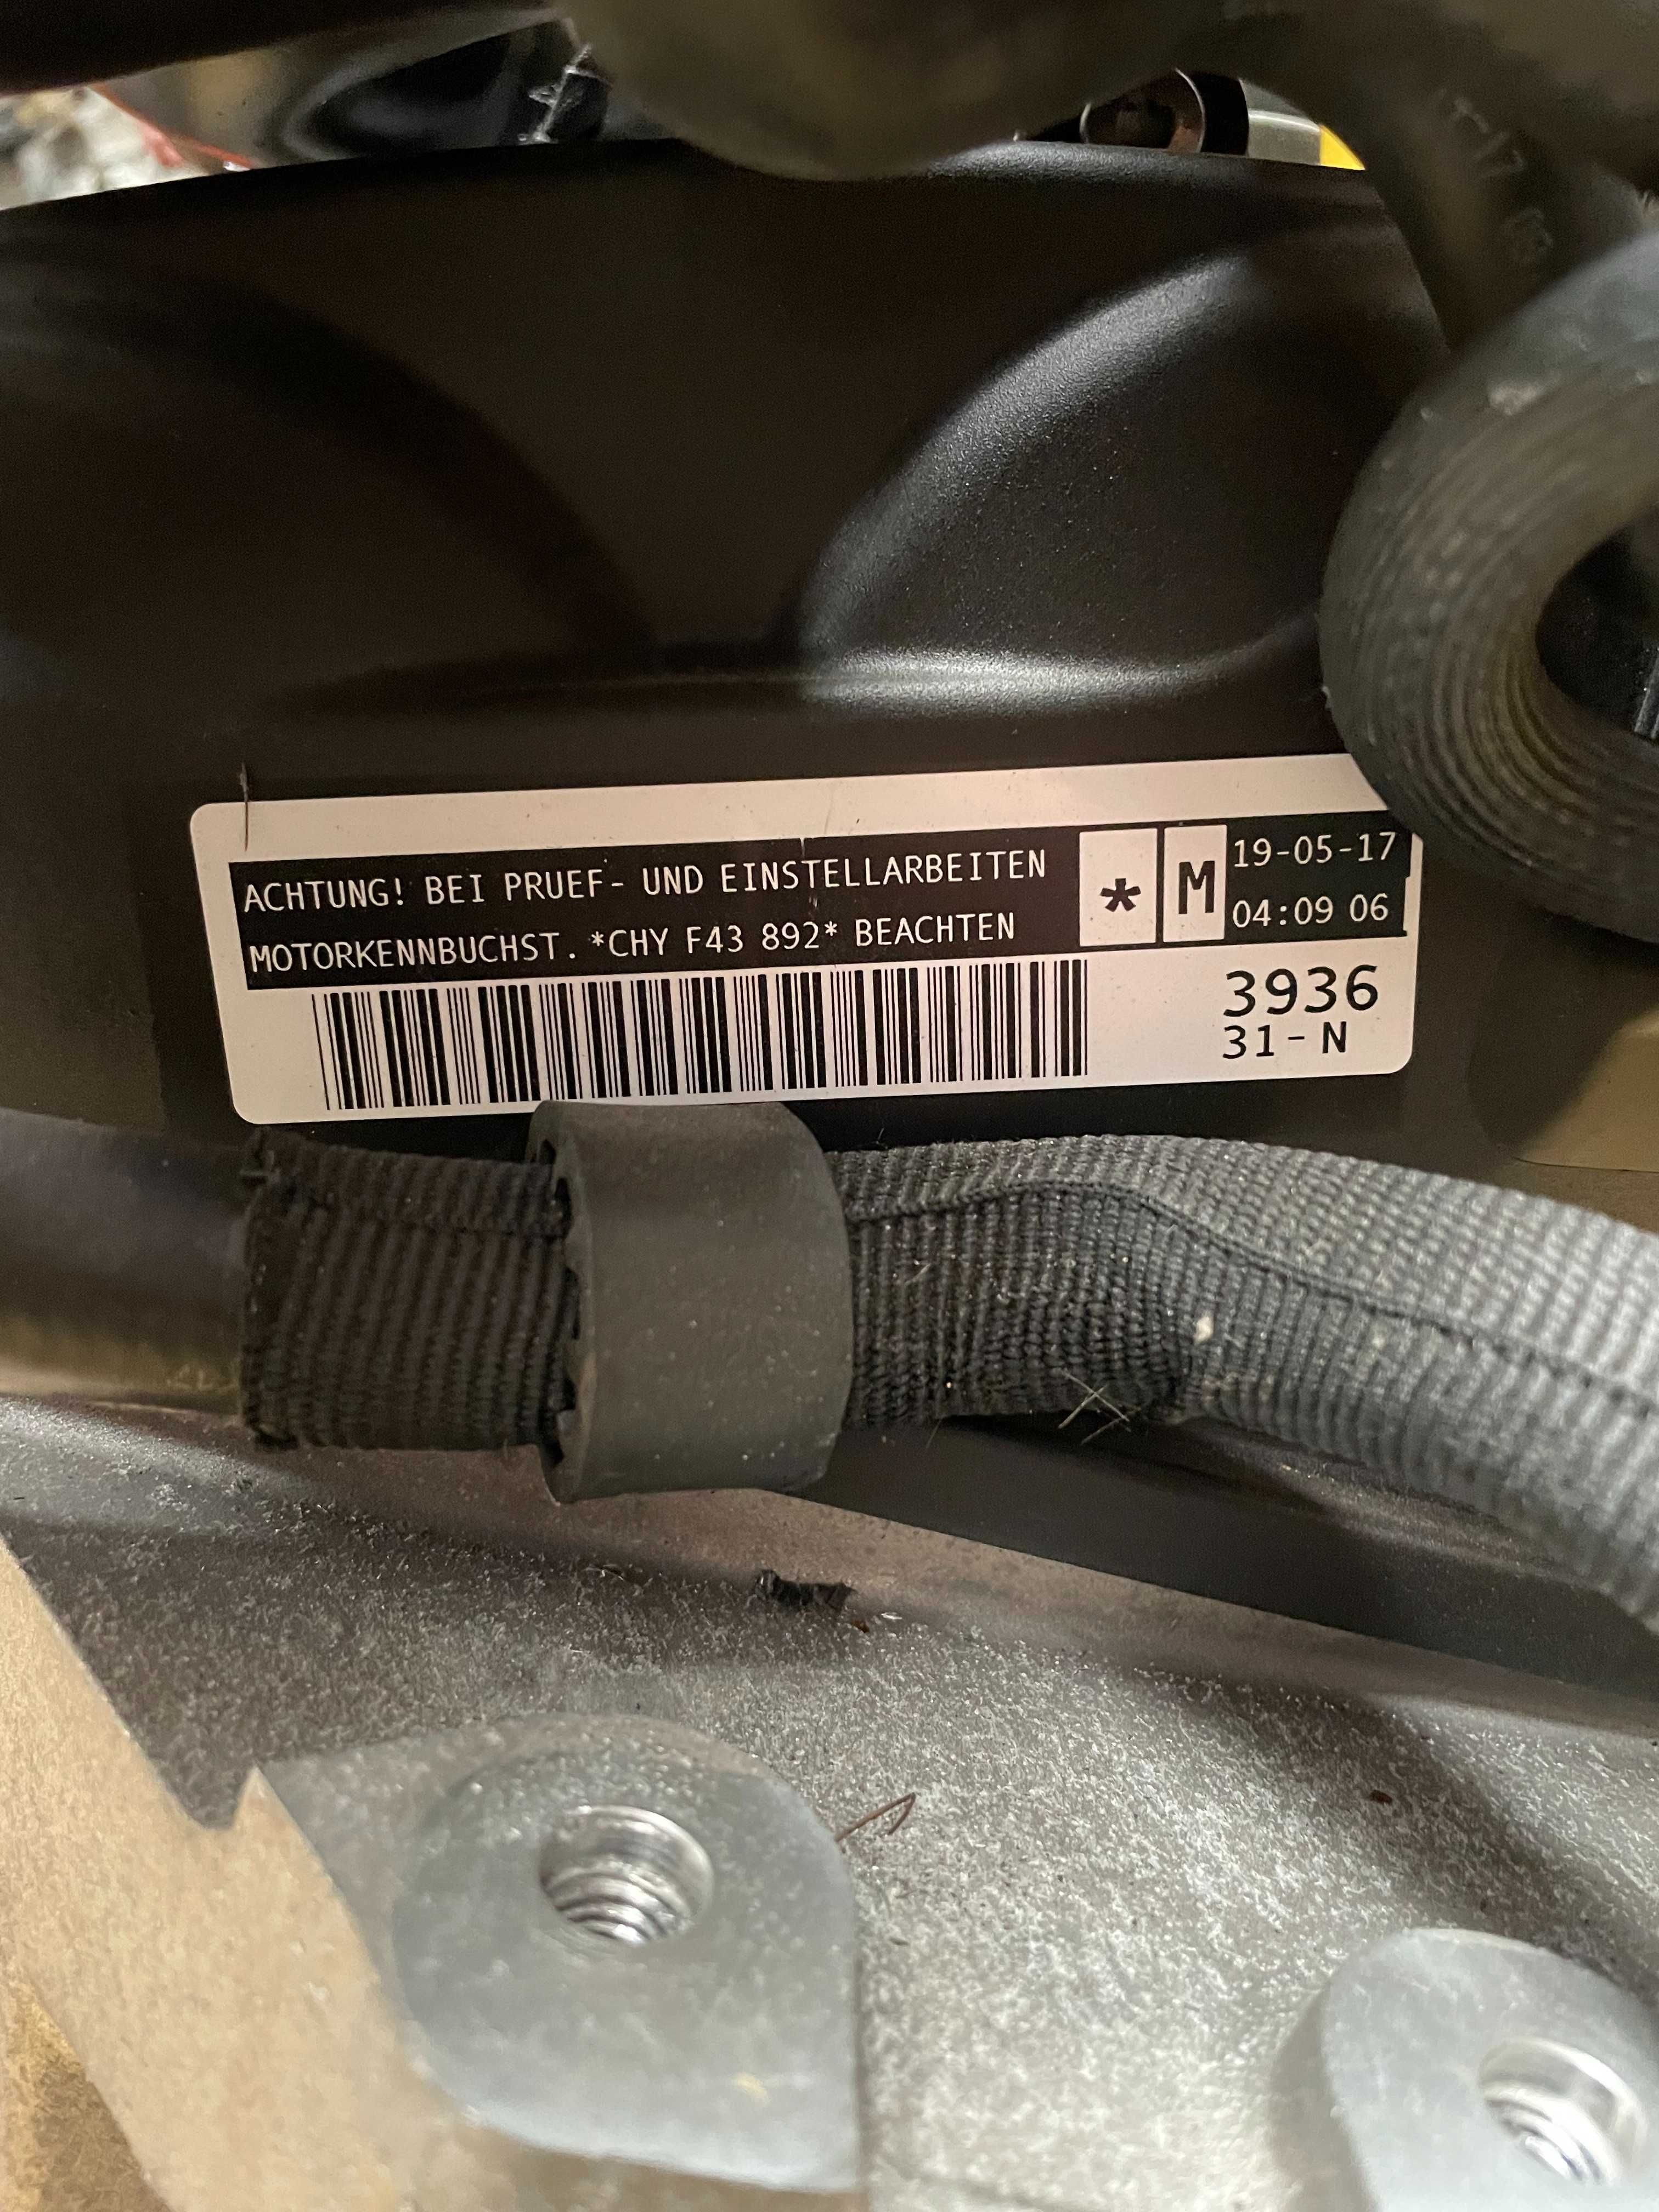 ACHTUNG! BEI PRUEF- UND EINSTELLARBEITEN
MOTORKENNBUCHST. *CHY F43 892* BEACHTEN
*
M
19-05-17
04:09 06
3936
31-N